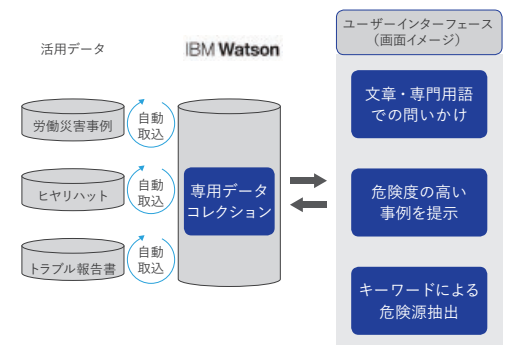 活用データ
IBM Watson
ユーザーインターフェース
（画面イメージ）
労働災害事例
自動
取込
ヒヤリハット
自動
取込
トラブル報告書
自動
取込
専用データ
コレクション
文章・専門用語
での問いかけ
危険度の高い
事例を提示
キーワードによる
危険源抽出